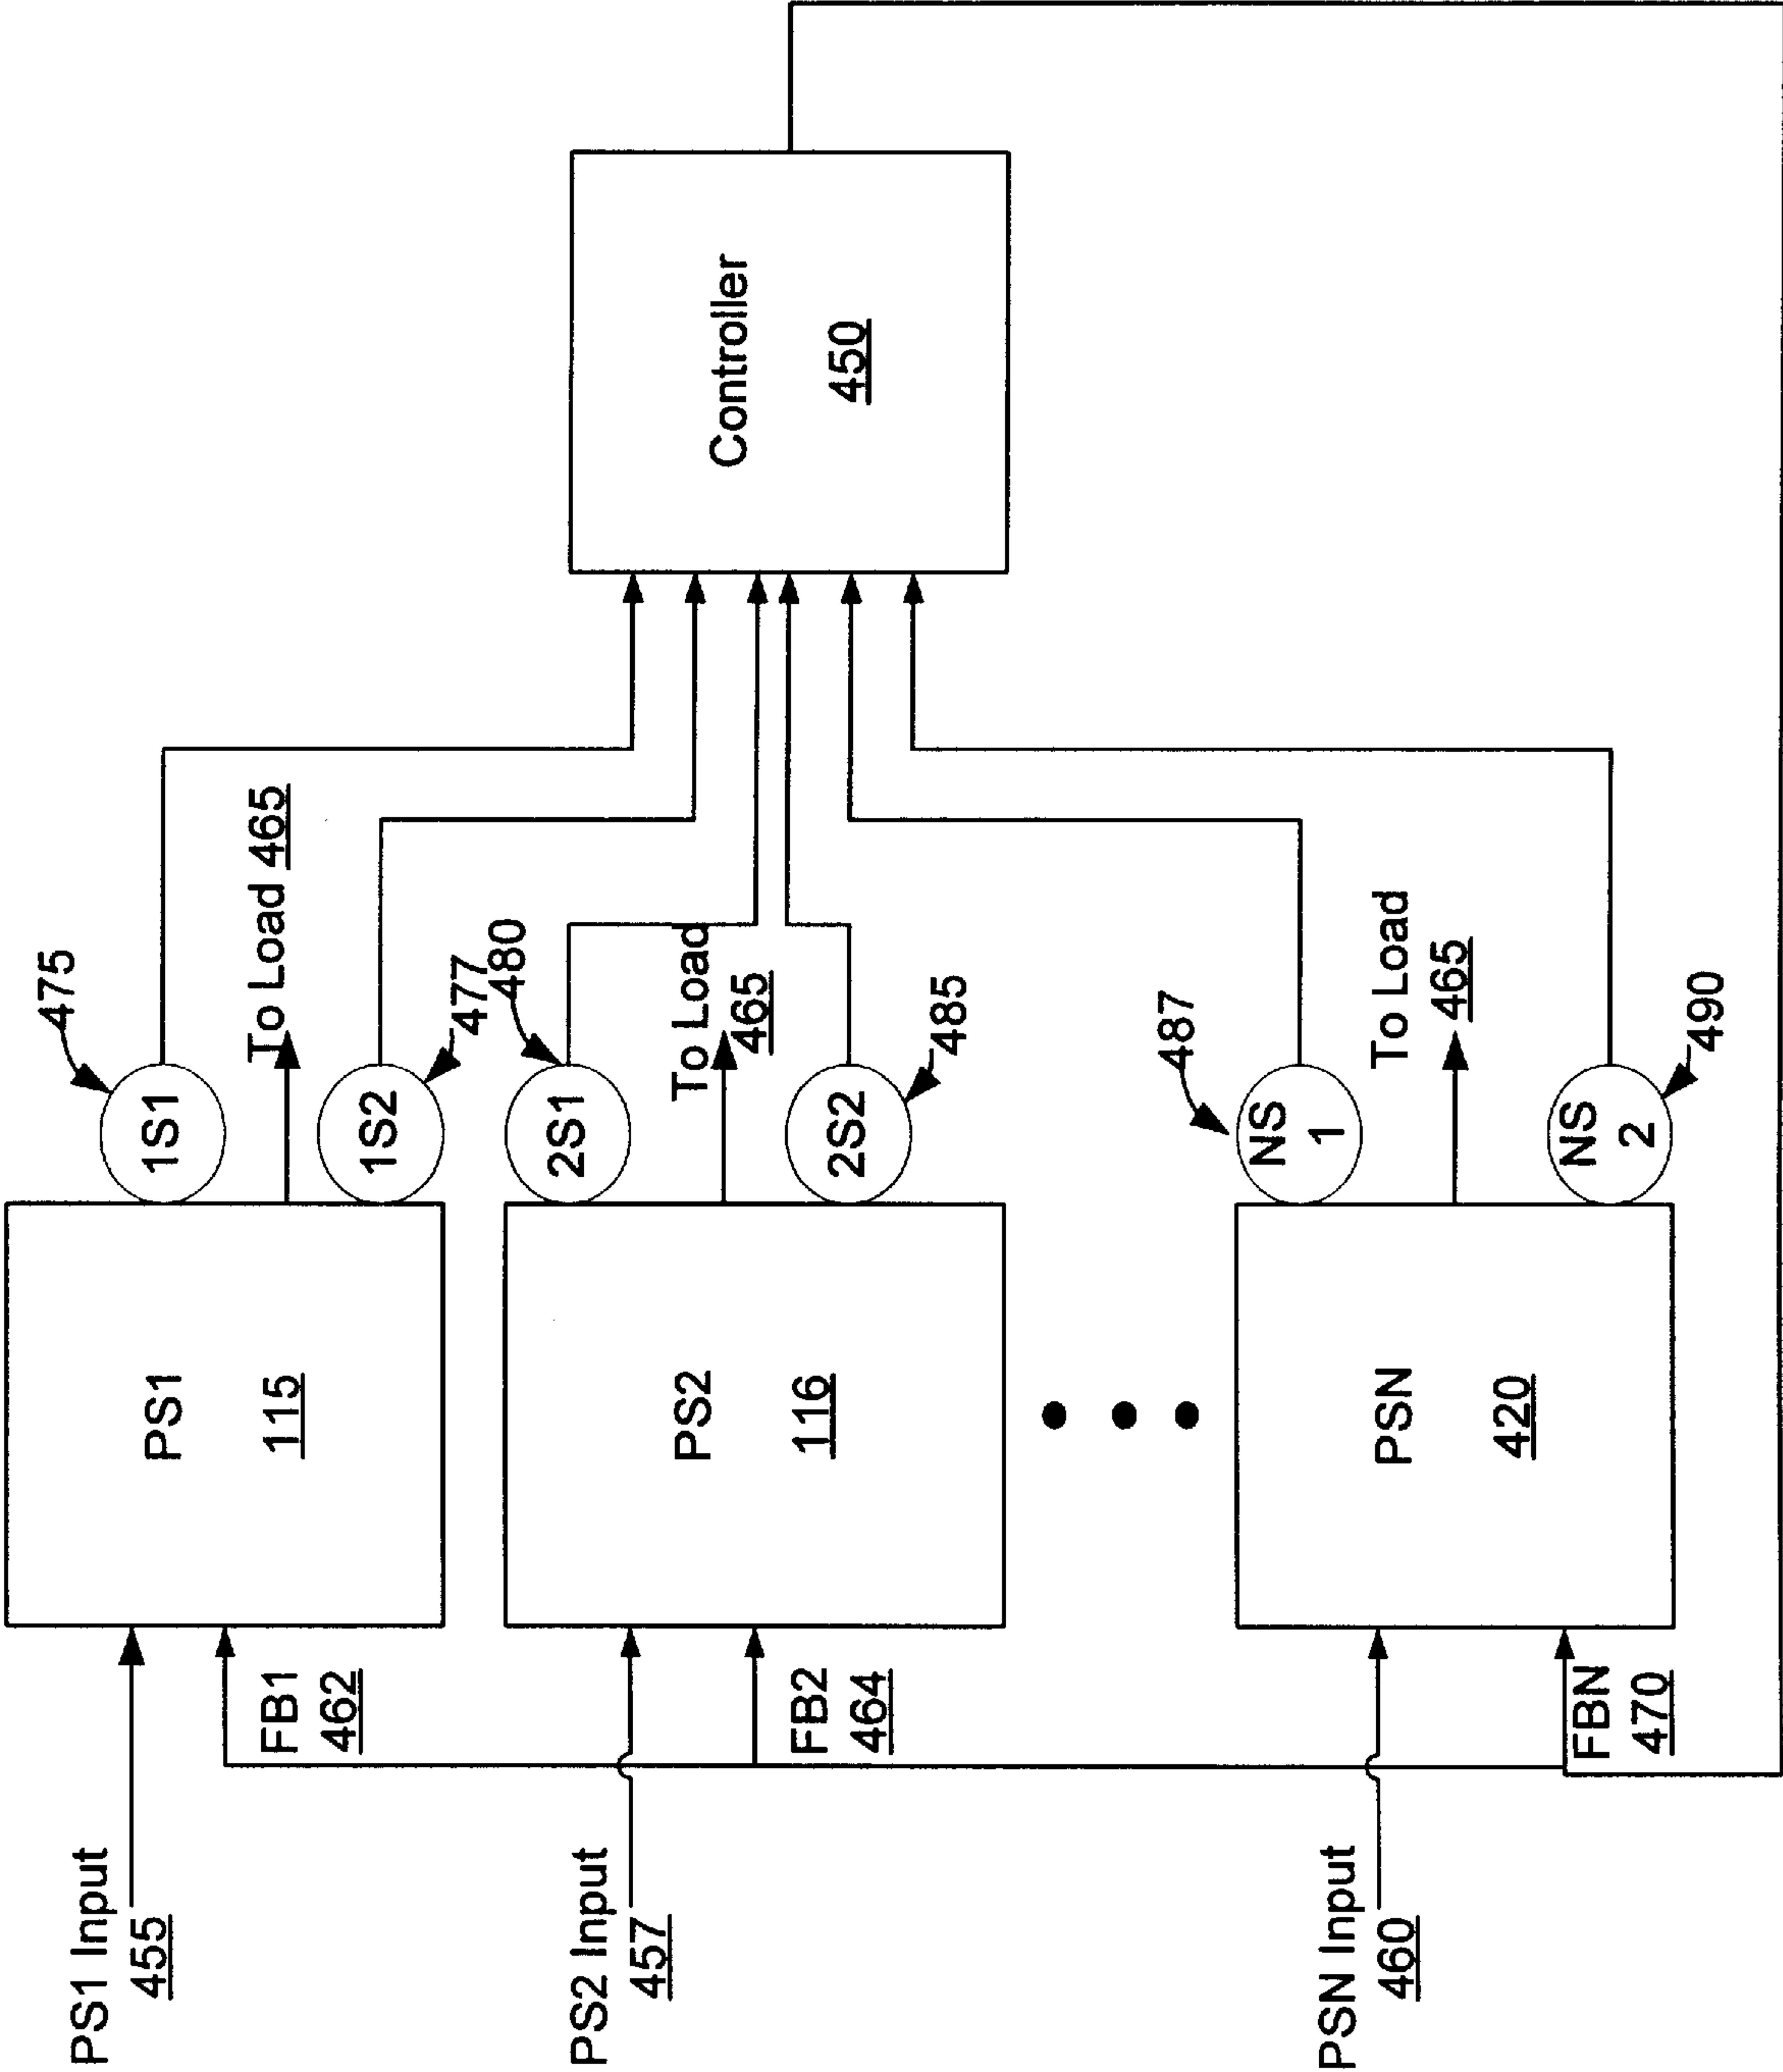 PS1 Input
455
FB1
462
PS1
115
1S1
475
To Load 465
1S2
477
PS2 Input
457
FB2
464
PS2
116
2S1
480
To Load
465
2S2
485
PSN Input
460
FBN
470
PSN
420
NS
1
487
To Load
465
NS
2
490
Controller
450